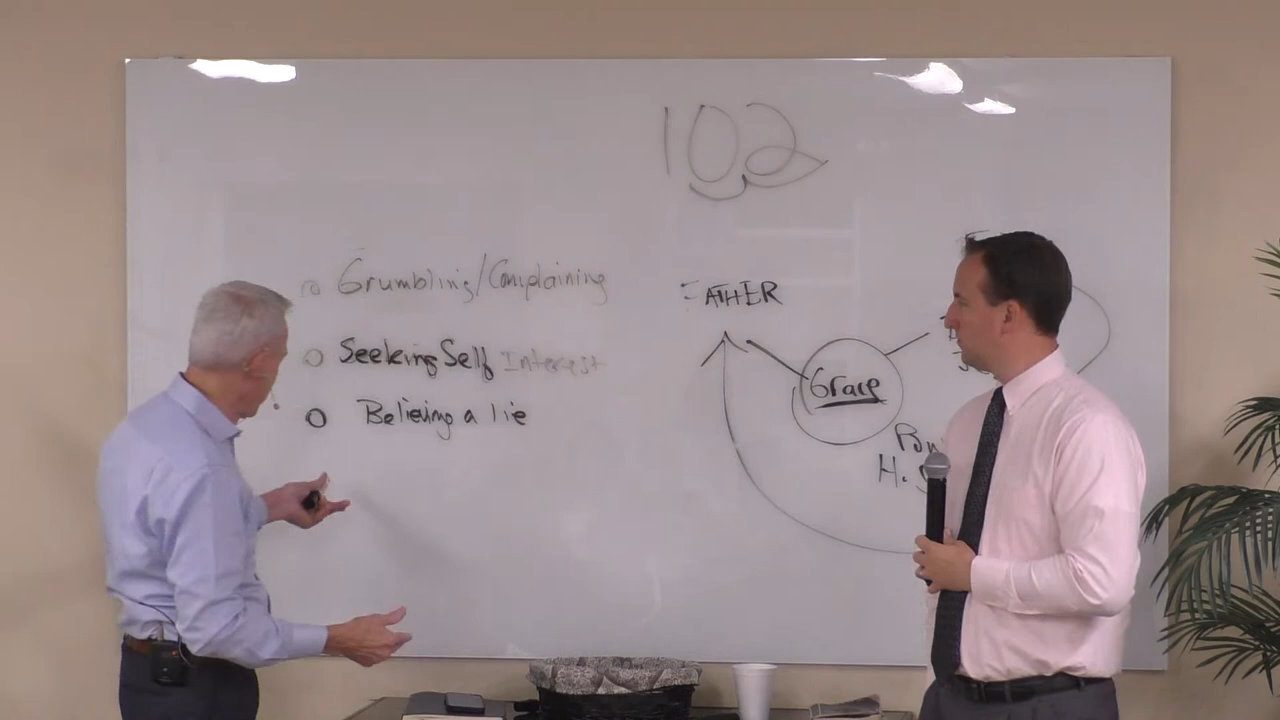 102
Grumbling/Complaining
Seeking Self Interest
Believing a lie
FATHER
Grace
H. S